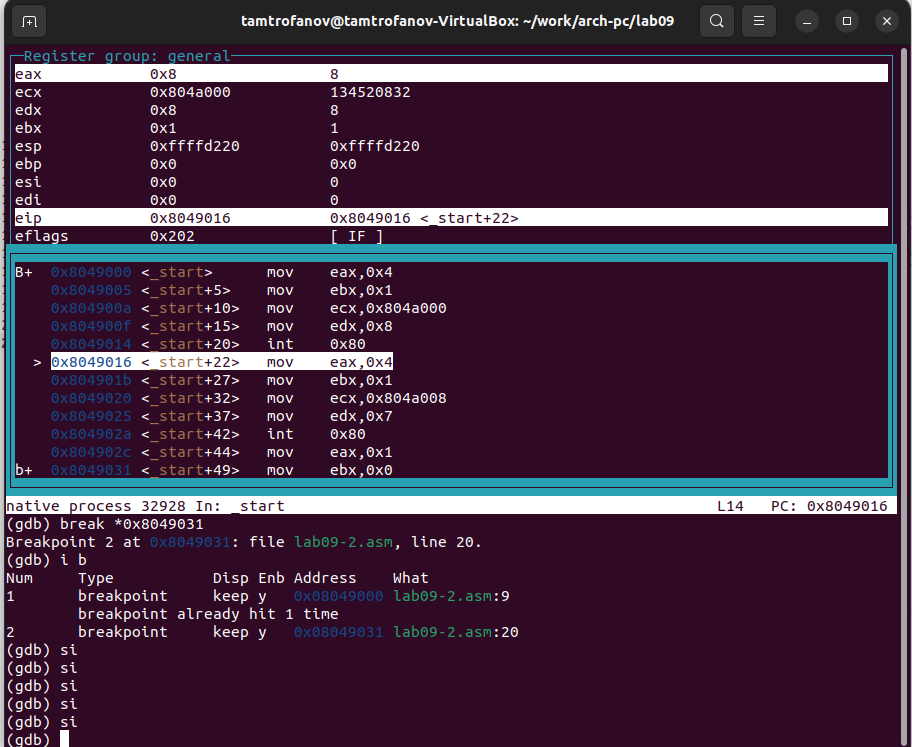 tamtrofanov@tamtrofanov-VirtualBox: ~/work/arch-pc/lab09
Register group: general
eax 0x8 8
ecx 0x804a000 134520832
edx 0x8 8
ebx 0x1 1
esp 0xffffd220 0xffffd220
ebp 0x0 0x0
esi 0x0 0
edi 0x0 0
eip 0x8049016 0x8049016 <_start+22>
eflags 0x202 [ IF ]
B+ 0x8049000 <_start> mov eax,0x4
0x8049005 <_start+5> mov ebx,0x1
0x804900a <_start+10> mov ecx,0x804a000
0x804900f <_start+15> mov edx,0x8
0x8049014 <_start+20> int 0x80
> 0x8049016 <_start+22> mov eax,0x4
0x804901b <_start+27> mov ebx,0x1
0x8049020 <_start+32> mov ecx,0x804a008
0x8049025 <_start+37> mov edx,0x7
0x804902a <_start+42> int 0x80
0x804902c <_start+44> mov eax,0x1
b+ 0x8049031 <_start+49> mov ebx,0x0
native process 32928 In: _start L14 PC: 0x8049016
(gdb) break *0x8049031
Breakpoint 2 at 0x8049031: file lab09-2.asm, line 20.
(gdb) i b
Num Type Disp Enb Address What
1 breakpoint keep y 0x08049000 lab09-2.asm:9
breakpoint already hit 1 time
2 breakpoint keep y 0x08049031 lab09-2.asm:20
(gdb) si
(gdb) si
(gdb) si
(gdb) si
(gdb) si
(gdb)